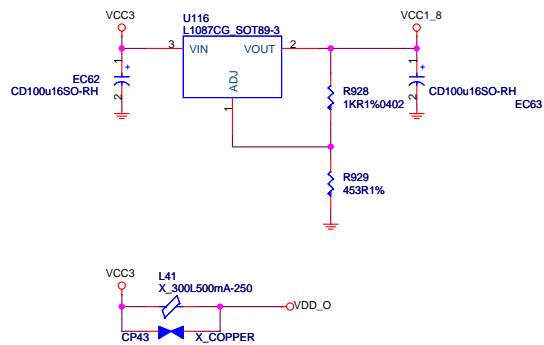 VCC3
U116
L1087CG_SOT89-3
VCC1_8
3
VIN
VOUT
2
ADJ
1
1
+
2
EC62
CD100u16SO-RH
R928
1KR1%0402
1
+
2
CD100u16SO-RH
EC63
R929
453R1%
VCC3
L41
X_300L500mA-250
VDD_O
CP43
X_COPPER